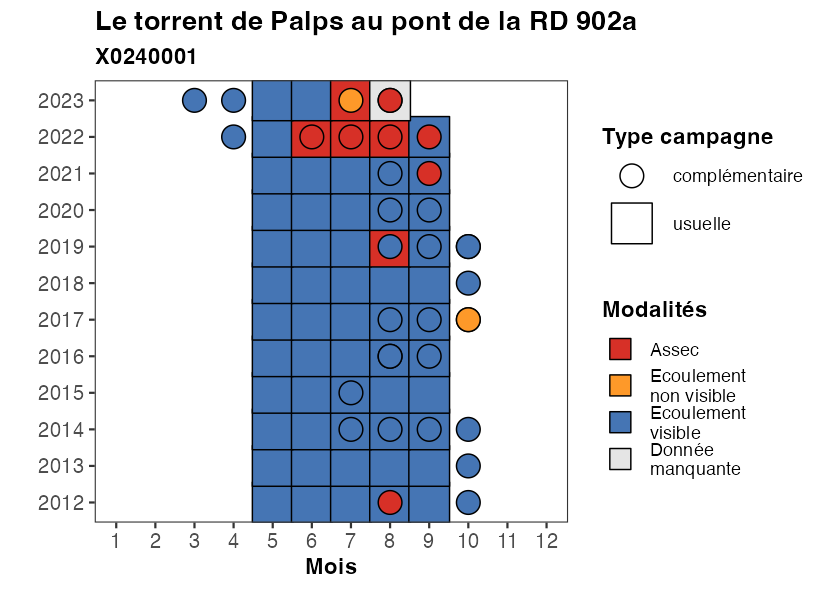 Le torrent de Palps au pont de la RD 902a
X0240001
2023
2022
2021
2020
2019
2018
2017
2016
2015
2014
2013
2012
1 2 3 4 5 6 7 8 9 10 11 12
Mois
Type campagne
complémentaire
usuelle
Modalités
Assec
Ecoulement
non visible
Ecoulement
visible
Donnée
manquante